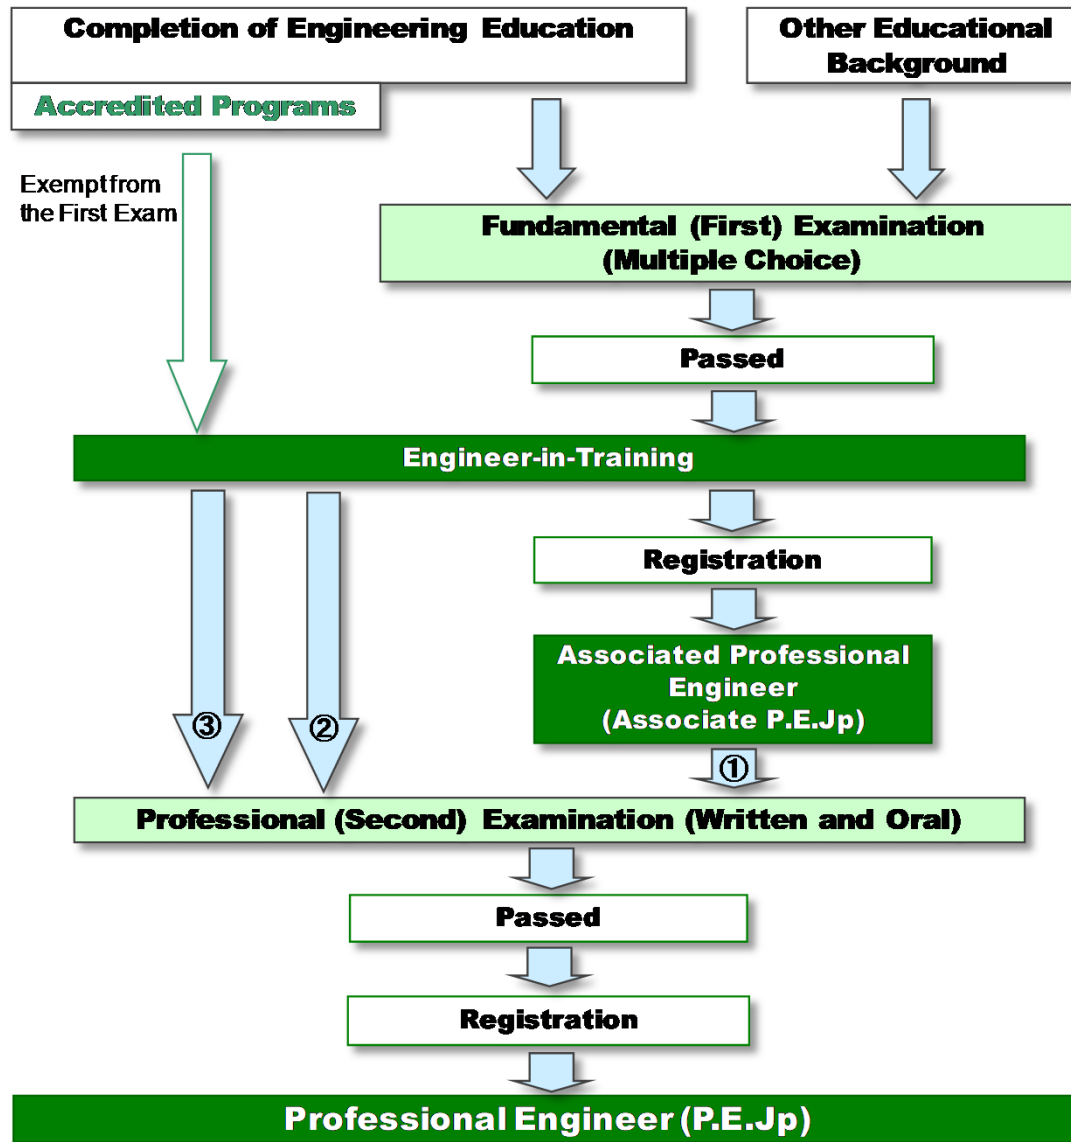 Completion of Engineering Education
Other Educational
Background
Accredited Programs
Exempt from
the First Exam
Fundamental (First) Examination
(Multiple Choice)
Passed
Engineer-in-Training
Registration
Associated Professional
Engineer
(Associate P.E.Jp)
③
②
①
Professional (Second) Examination (Written and Oral)
Passed
Registration
Professional Engineer (P.E.Jp)